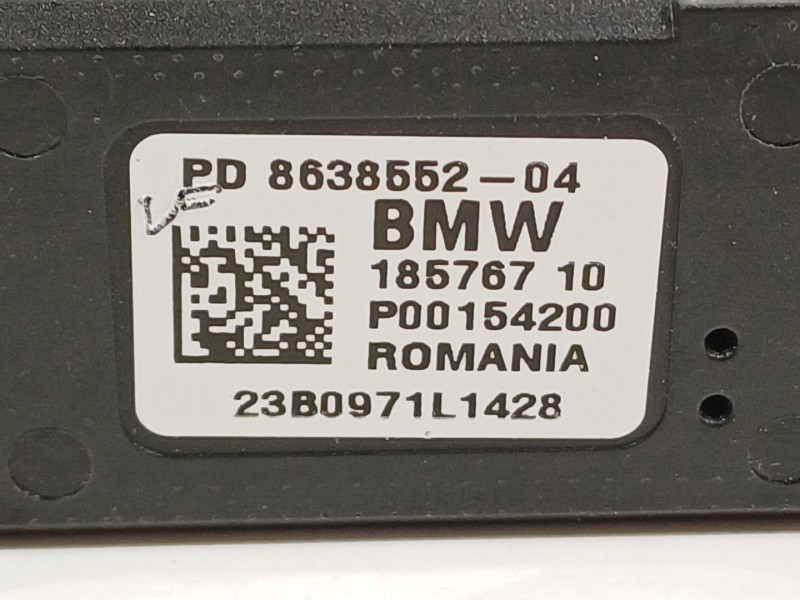 PD 8638552-04
BMW
185767 10
P00154200
ROMANIA
23B0971L1428